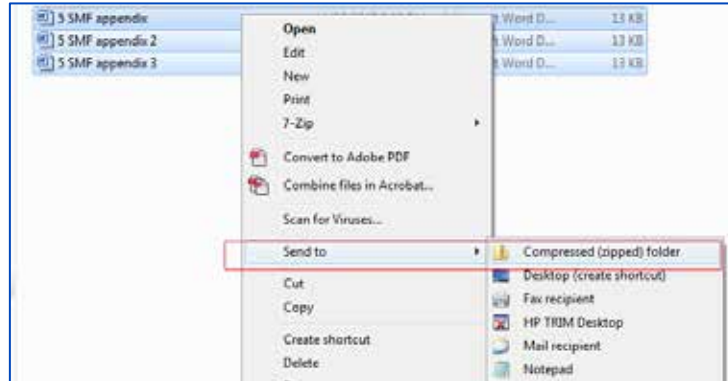 5 SMF appendix
t Word D... 13 KB
5 SMF appendix 2
t Word D... 13 KB
5 SMF appendix 3
t Word D... 13 KB
Open
Edit
New
Print
7-Zip
Convert to Adobe PDF
Combine files in Acrobat...
Scan for Viruses...
Send to
Cut
Copy
Create shortcut
Delete
Compressed (zipped) folder
Desktop (create shortcut)
Fax recipient
HP TRIM Desktop
Mail recipient
Notepad